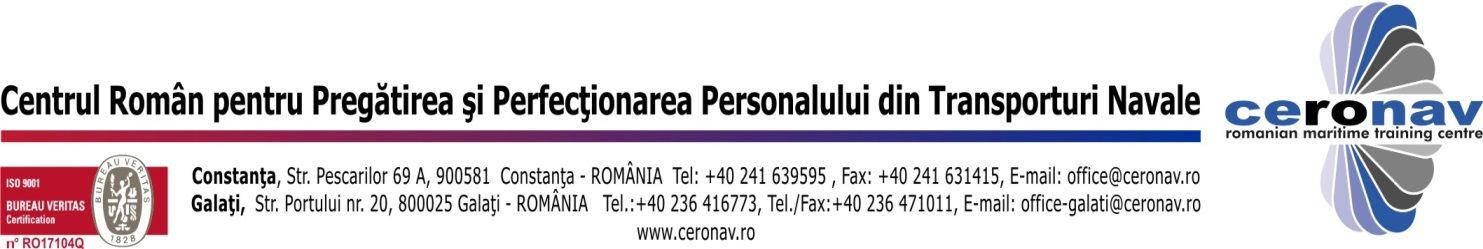 Centrul Român pentru Pregătirea şi Perfecţionarea Personalului din Transporturi Navale
ceronav
romanian maritime training centre
ISO 9001
BUREAU VERITAS
Certification
nº RO17104Q
BUREAU VERITAS
1828
Constanţa, Str. Pescarilor 69 A, 900581 Constanţa - ROMÂNIA Tel: +40 241 639595 , Fax: +40 241 631415, E-mail: office@ceronav.ro
Galaţi, Str. Portului nr. 20, 800025 Galaţi - ROMÂNIA Tel.:+40 236 416773, Tel./Fax:+40 236 471011, E-mail: office-galati@ceronav.ro
www.ceronav.ro